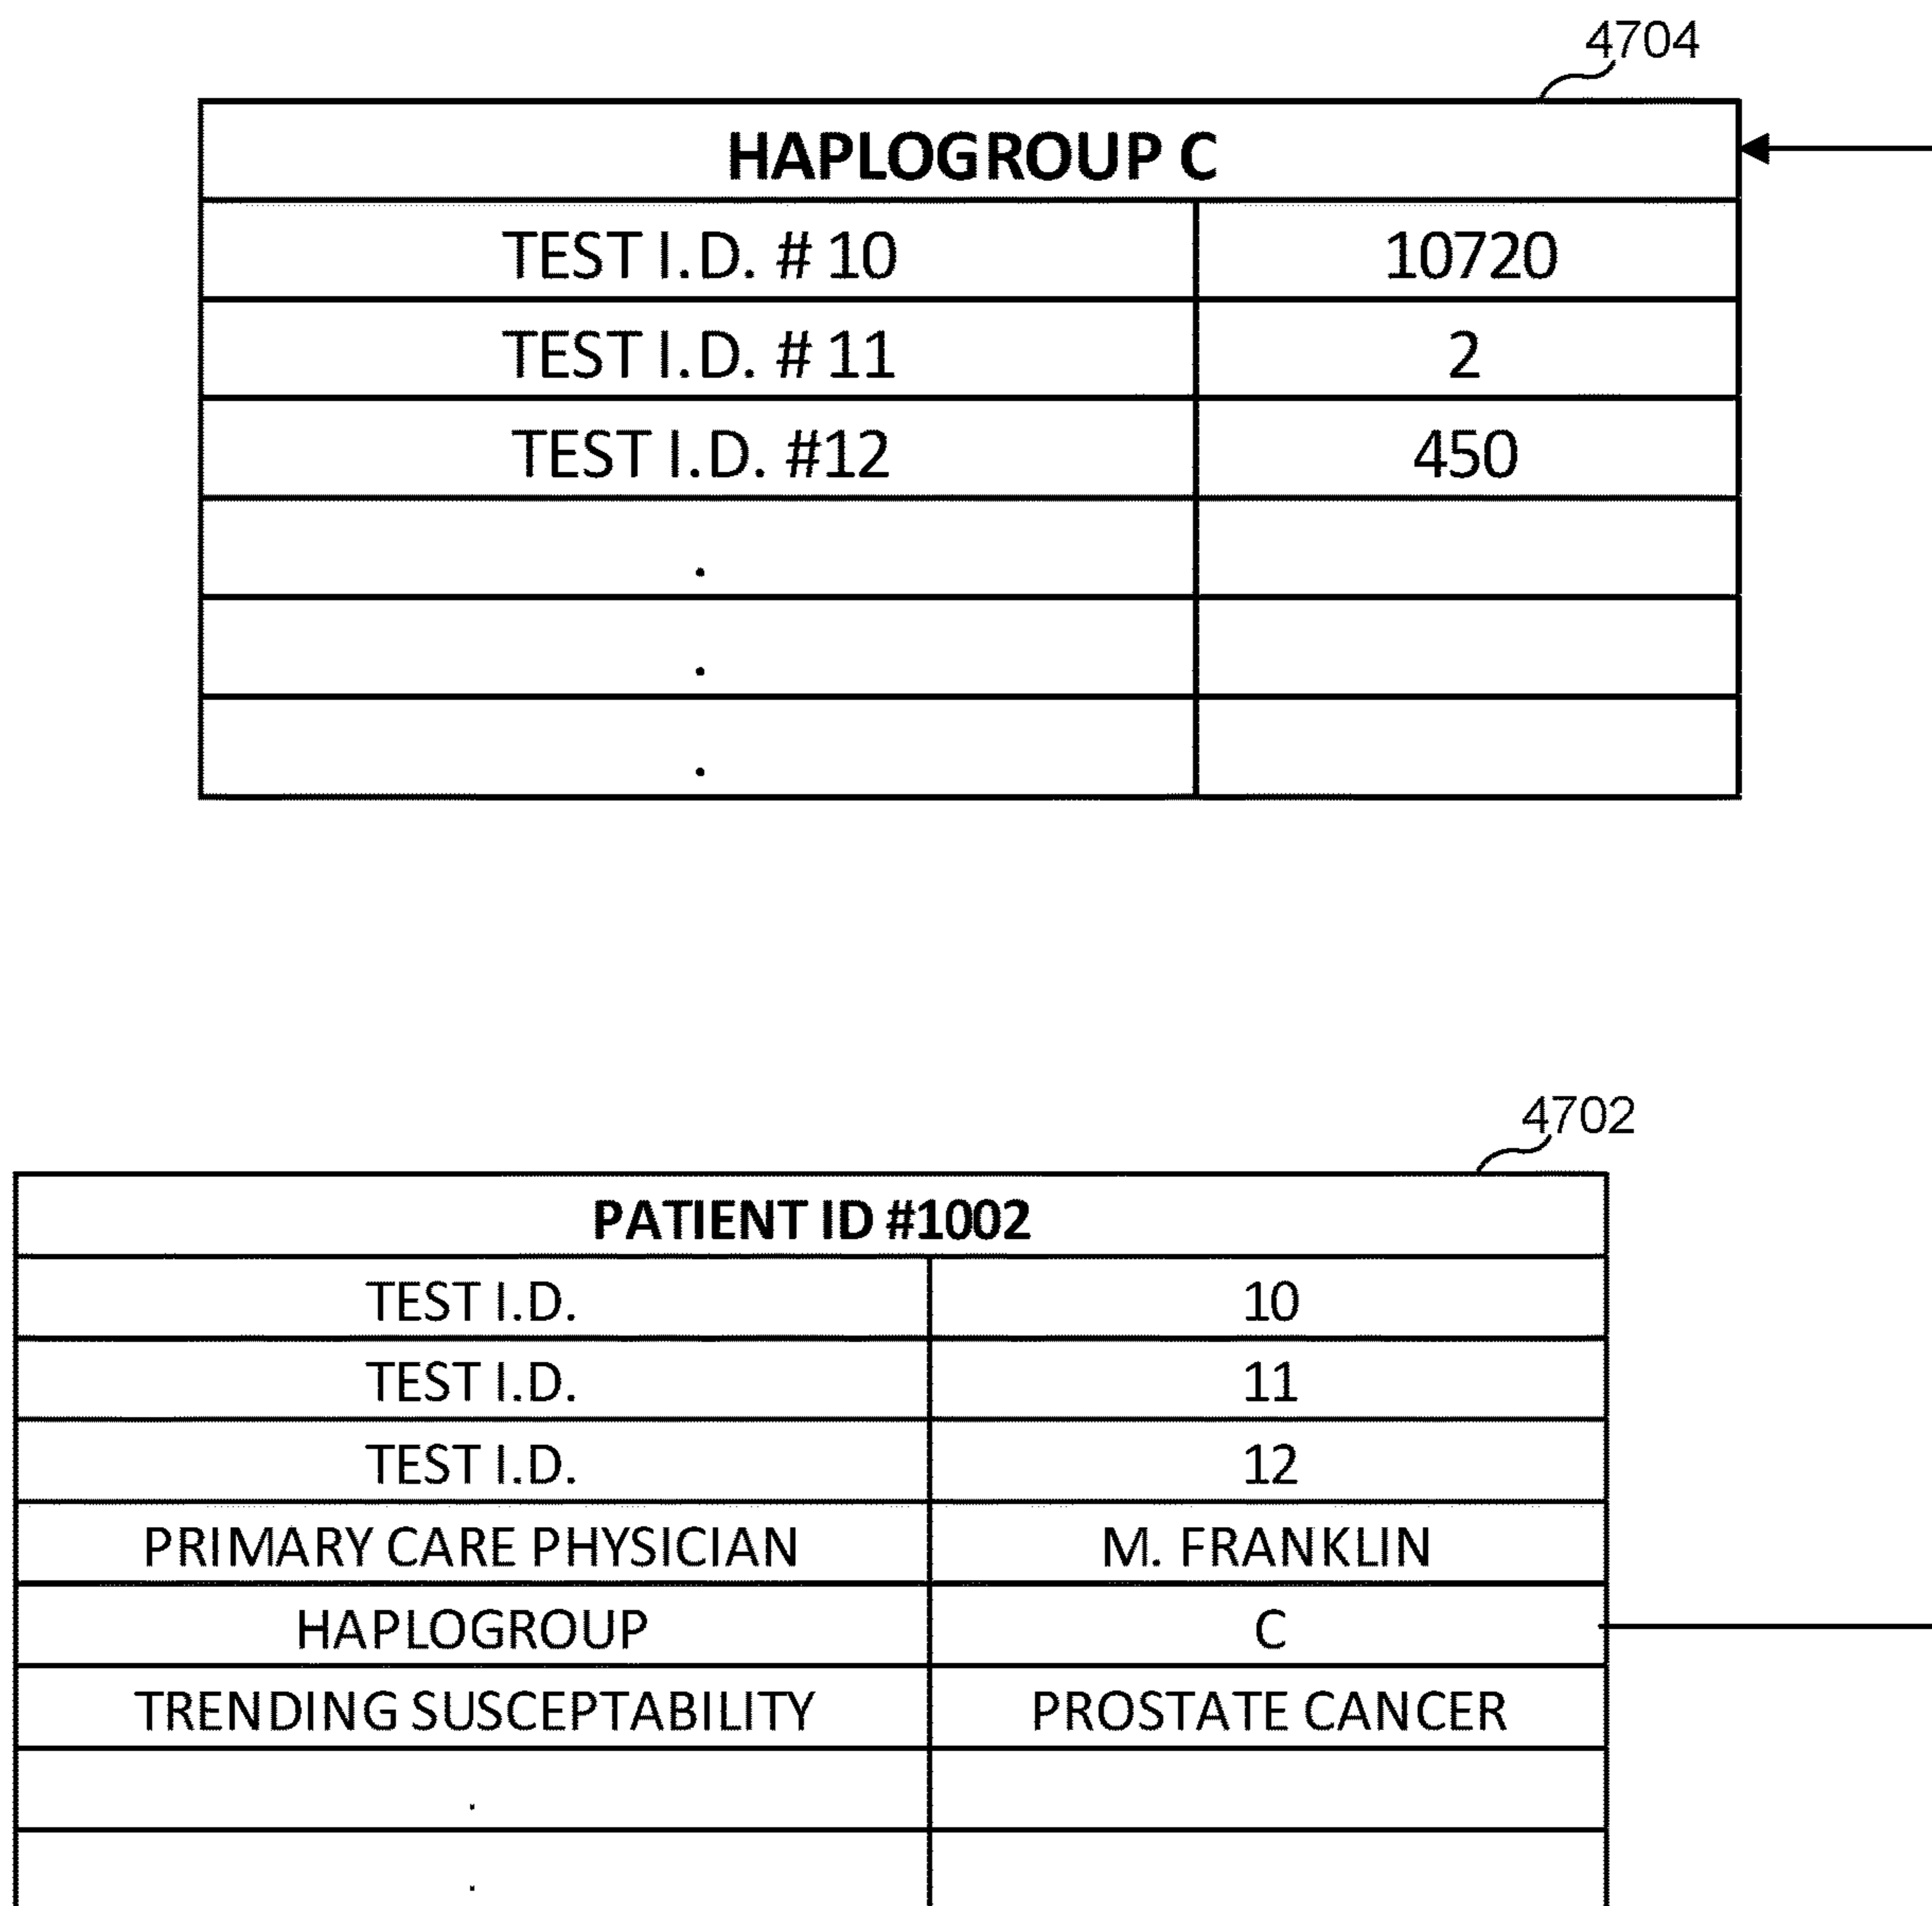 4704
HAPLOGROUP C
TEST I.D. # 10 10720
TEST I.D. # 11 2
TEST I.D. #12 450
.
.
.
4702
PATIENT ID #1002
TEST I.D. 10
TEST I.D. 11
TEST I.D. 12
PRIMARY CARE PHYSICIAN M. FRANKLIN
HAPLOGROUP C
TRENDING SUSCEPTABILITY PROSTATE CANCER
.
.